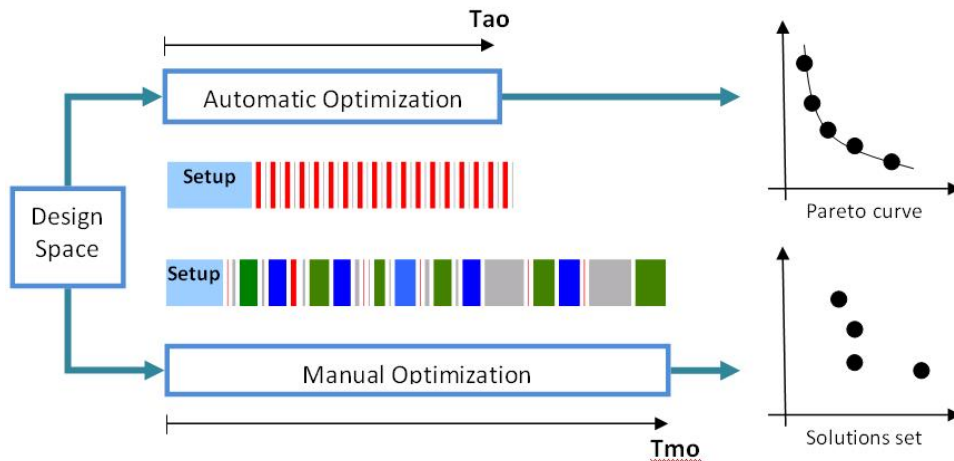 Tao
Automatic Optimization
Setup
Design
Space
Pareto curve
Setup
Manual Optimization
Tmo
Solutions set